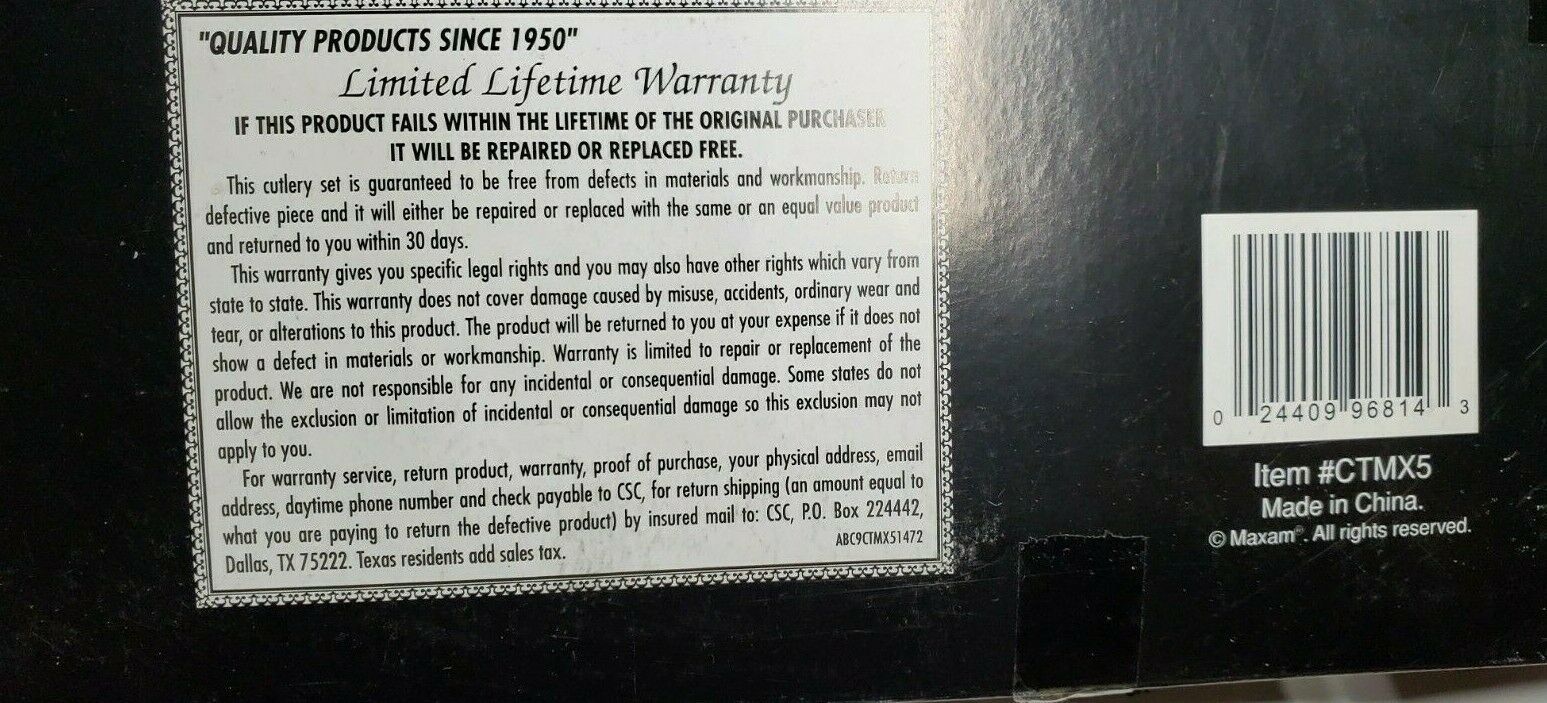 "QUALITY PRODUCTS SINCE 1950"
Limited Lifetime Warranty
IF THIS PRODUCT FAILS WITHIN THE LIFETIME OF THE ORIGINAL PURCHASER
IT WILL BE REPAIRED OR REPLACED FREE.
This cutlery set is guaranteed to be free from defects in materials and workmanship. Return
defective piece and it will either be repaired or replaced with the same or an equal value product
and returned to you within 30 days.
This warranty gives you specific legal rights and you may also have other rights which vary from
state to state. This warranty does not cover damage caused by misuse, accidents, ordinary wear and
tear, or alterations to this product. The product will be returned to you at your expense if it does not
show a defect in materials or workmanship. Warranty is limited to repair or replacement of the
product. We are not responsible for any incidental or consequential damage. Some states do not
allow the exclusion or limitation of incidental or consequential damage so this exclusion may not
apply to you.
For warranty service, return product, warranty, proof of purchase, your physical address, email
address, daytime phone number and check payable to CSC, for return shipping (an amount equal to
what you are paying to return the defective product) by insured mail to: CSC, P.O. Box 224442,
Dallas, TX 75222. Texas residents add sales tax.
ABC9CTMX51472
0 24409 96814 3
Item #CTMX5
Made in China.
© Maxam®. All rights reserved.